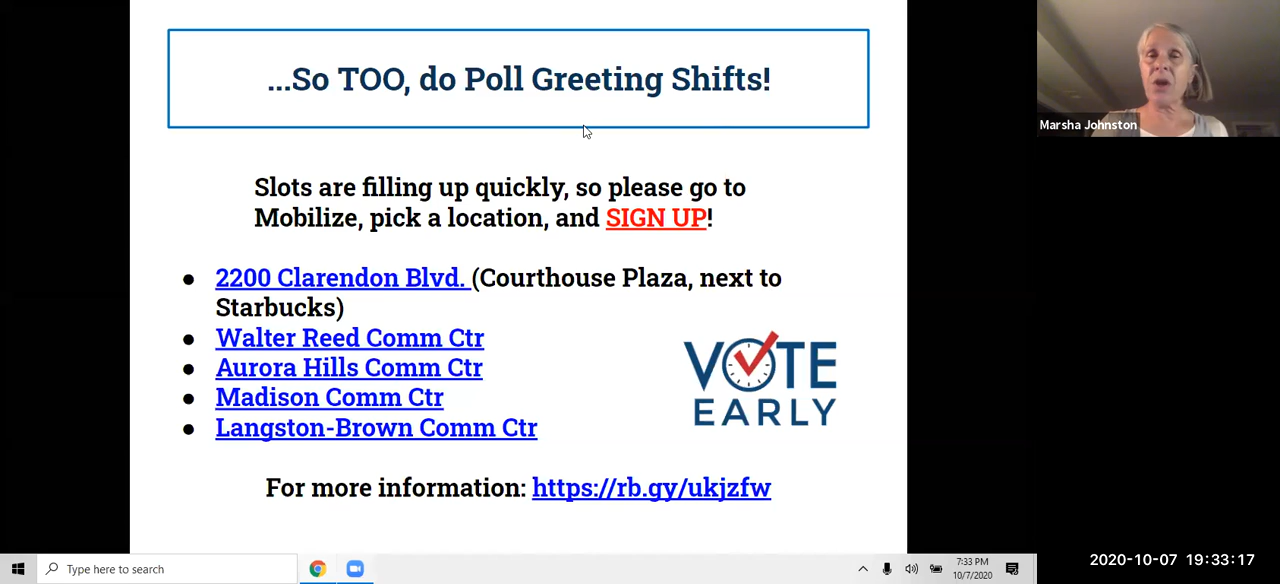 ...So TOO, do Poll Greeting Shifts!
Marsha Johnston
Slots are filling up quickly, so please go to
Mobilize, pick a location, and SIGN UP!
● 2200 Clarendon Blvd. (Courthouse Plaza, next to
Starbucks)
● Walter Reed Comm Ctr
● Aurora Hills Comm Ctr
● Madison Comm Ctr
● Langston-Brown Comm Ctr
VOTE
EARLY
For more information: https://rb.gy/ukjzfw
Type here to search
7:33 PM
10/7/2020
2020-10-07 19:33:17